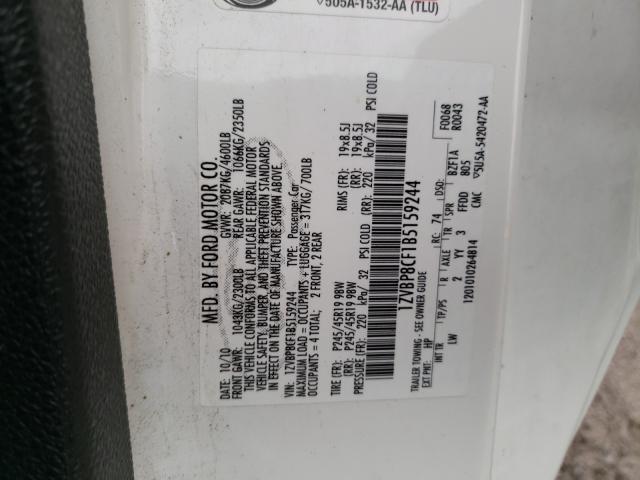 V5U5A-1532-AA (TLU)
MFD. BY FORD MOTOR CO.
DATE: 10/10 GVWR: 2087KG/4600LB
FRONT GAWR: 1043KG/2300LB REAR GAWR: 1066KG/2350LB
THIS VEHICLE CONFORMS TO ALL APPLICABLE FEDERAL MOTOR
VEHICLE SAFETY, BUMPER, AND THEFT PREVENTION STANDARDS
IN EFFECT ON THE DATE OF MANUFACTURE SHOWN ABOVE.
VIN: 1ZVBP8CF1B5159244 TYPE: Passenger Car
MAXIMUM LOAD = OCCUPANTS + LUGGAGE = 317KG/ 700LB
OCCUPANTS = 4 TOTAL; 2 FRONT, 2 REAR
TIRE (FR): P245/45R19 98W RIMS (FR): 19x8.5J
TIRE (RR): P245/45R19 98W (RR): 19x8.5J
PRESSURE (FR): 220 kPa/ 32 PSI COLD (RR): 220 kPa/ 32 PSI COLD
1ZVBP8CF1B5159244
TRAILER TOWING - SEE OWNER GUIDE
EXT PNT: HP RC: 74 DSO: F0068
R0043
INT TR TP/PS R AXLE TR SPR BZF1A
LW 2 YY 3 FFDD 805
CMC
1201010264814 V5U5A-5420472-AA